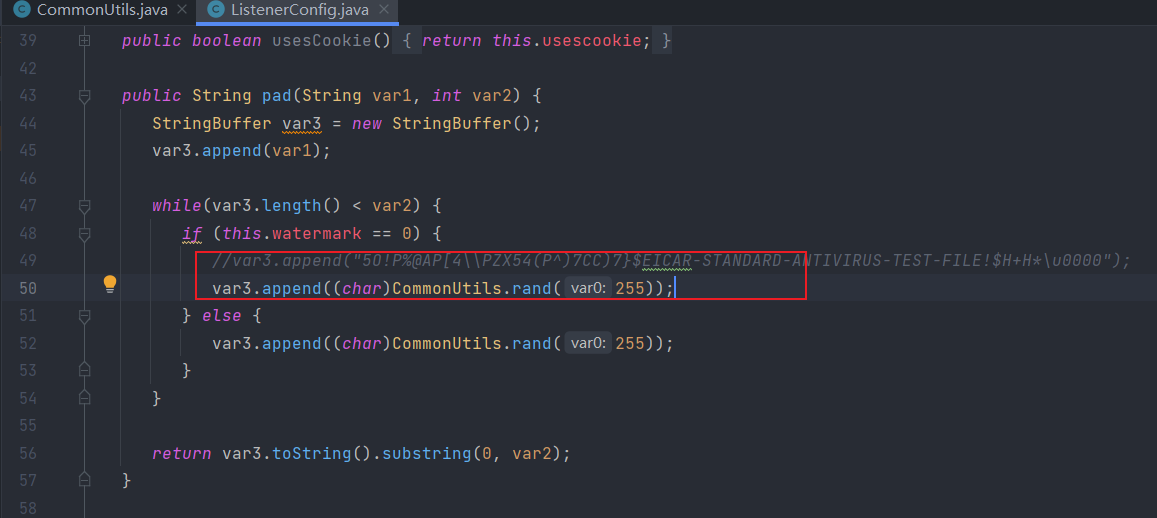 CommonUtils.java × ListenerConfig.java ×
39 public boolean usesCookie() { return this.usescookie; }
42
43 public String pad(String var1, int var2) {
44 StringBuffer var3 = new StringBuffer();
45 var3.append(var1);
46
47 while(var3.length() < var2) {
48 if (this.watermark == 0) {
49 //var3.append("5O!P%@AP[4\\PZX54(P^)7CC)7}$EICAR-STANDARD-ANTIVIRUS-TEST-FILE!$H+H*\u0000");
50 var3.append((char)CommonUtils.rand( var0: 255));
51 } else {
52 var3.append((char)CommonUtils.rand( var0: 255));
53 }
54 }
55
56 return var3.toString().substring(0, var2);
57 }
58